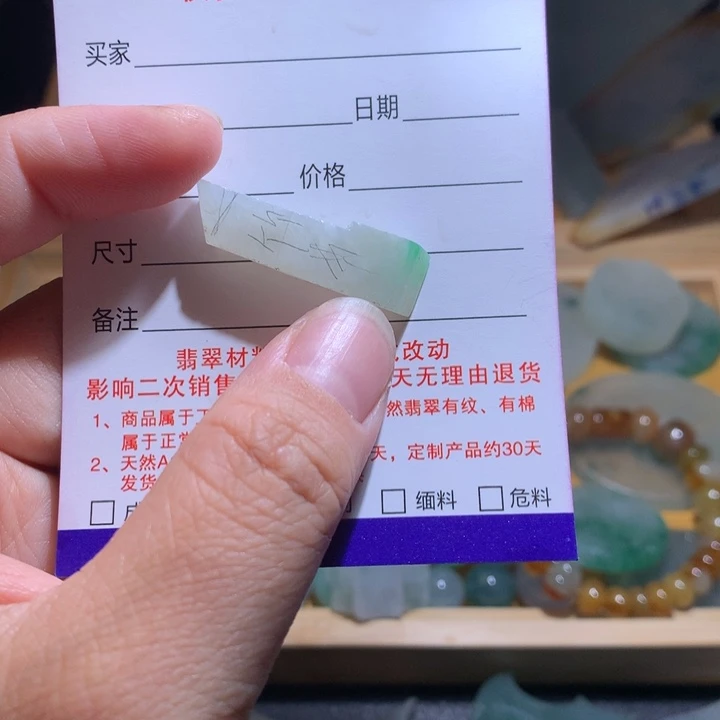 买家
日期
价格
尺寸
备注
翡翠材料 改动
影响二次销售 天无理由退货
1、商品属于 然翡翠有纹、有棉
属于正常
2、天然A 天，定制产品约30天
发货
缅料 危料